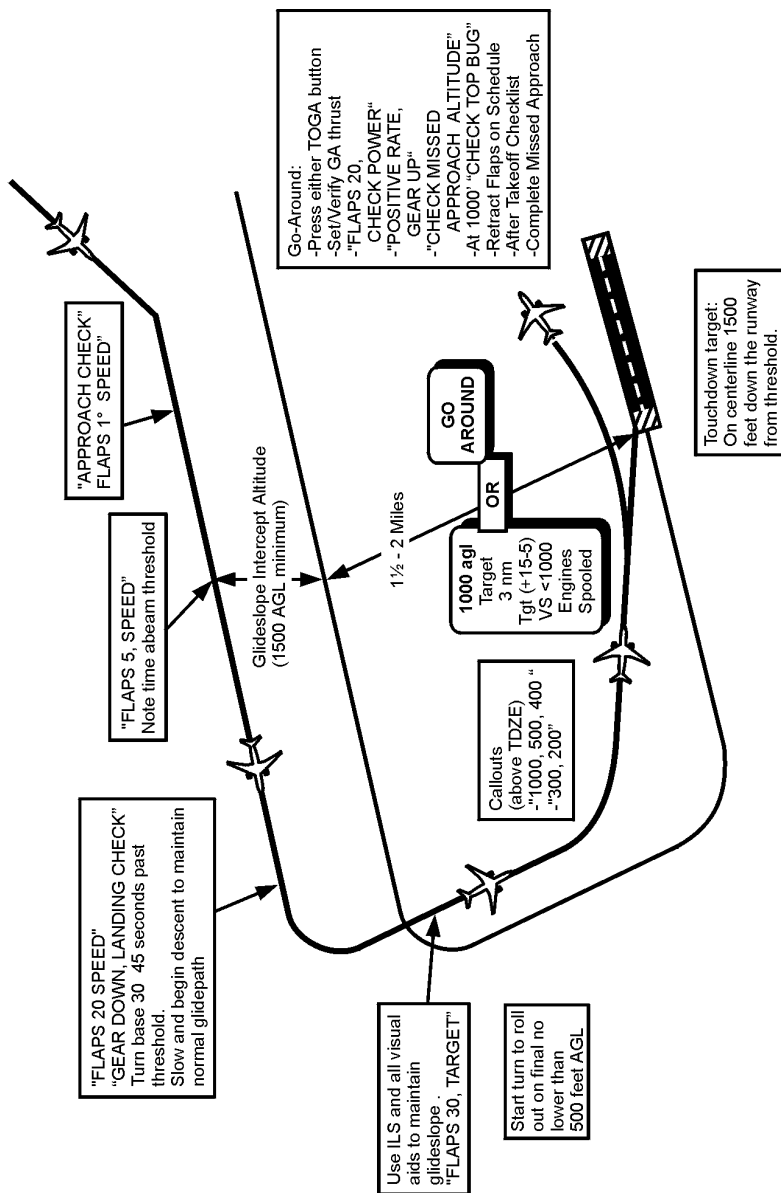 "APPROACH CHECK"
FLAPS 1° SPEED"
"FLAPS 5, SPEED"
Note time abeam threshold
"FLAPS 20 SPEED"
"GEAR DOWN, LANDING CHECK"
Turn base 30 45 seconds past
threshold.
Slow and begin descent to maintain
normal glidepath
Glideslope Intercept Altitude
(1500 AGL minimum)
1½ - 2 Miles
Use ILS and all visual
aids to maintain
glideslope .
"FLAPS 30, TARGET"
Start turn to roll
out on final no
lower than
500 feet AGL
Callouts
(above TDZE)
-"1000, 500, 400 "
-"300, 200"
1000 agl
Target
3 nm
Tgt (+15-5)
VS <1000
Engines
Spooled
OR
GO
AROUND
Go-Around:
-Press either TOGA button
-Set/Verify GA thrust
-"FLAPS 20,
CHECK POWER"
-"POSITIVE RATE,
GEAR UP"
-"CHECK MISSED
APPROACH ALTITUDE"
-At 1000' "CHECK TOP BUG"
-Retract Flaps on Schedule
-After Takeoff Checklist
-Complete Missed Approach
Touchdown target:
On centerline 1500
feet down the runway
from threshold.